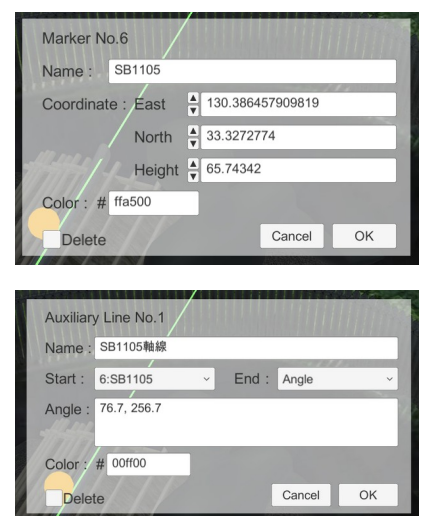 Marker No.6
Name : SB1105
Coordinate : East ▲▼ 130.386457909819
North ▲▼ 33.3272774
Height ▲▼ 65.74342
Color : # ffa500
Delete Cancel OK
Auxiliary Line No.1
Name : SB1105軸線
Start : 6:SB1105 End : Angle
Angle : 76.7, 256.7
Color : # 00ff00
Delete Cancel OK